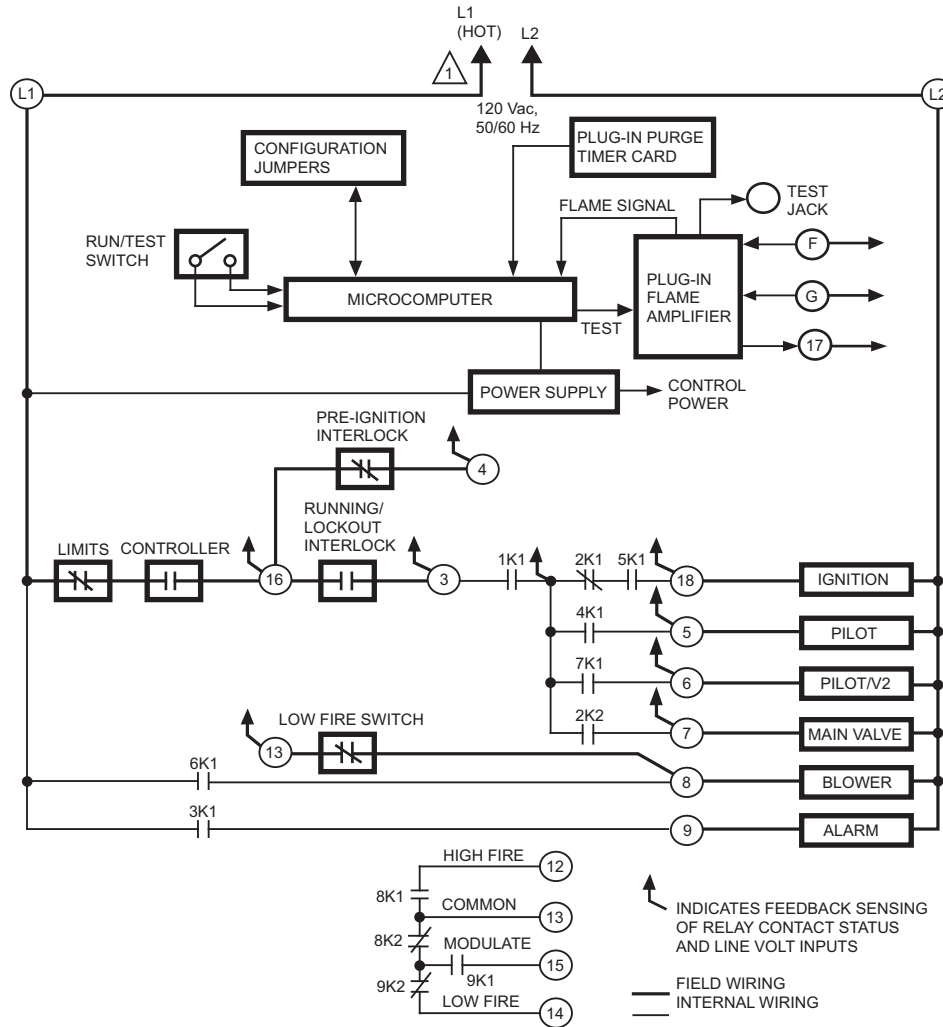 L1
(HOT)
L2
1
L1
L2
120 Vac,
50/60 Hz
CONFIGURATION
JUMPERS
PLUG-IN PURGE
TIMER CARD
TEST
JACK
FLAME SIGNAL
RUN/TEST
SWITCH
F
MICROCOMPUTER
PLUG-IN
FLAME
AMPLIFIER
G
TEST
17
POWER SUPPLY
CONTROL
POWER
PRE-IGNITION
INTERLOCK
4
RUNNING/
LOCKOUT
INTERLOCK
LIMITS
CONTROLLER
1K1
2K1
5K1
16
3
18
IGNITION
4K1
5
PILOT
7K1
6
PILOT/V2
2K2
7
MAIN VALVE
LOW FIRE SWITCH
13
6K1
8
BLOWER
3K1
9
ALARM
HIGH FIRE
12
8K1
COMMON
13
8K2
MODULATE
15
9K2
9K1
LOW FIRE
14
INDICATES FEEDBACK SENSING
OF RELAY CONTACT STATUS
AND LINE VOLT INPUTS
FIELD WIRING
INTERNAL WIRING